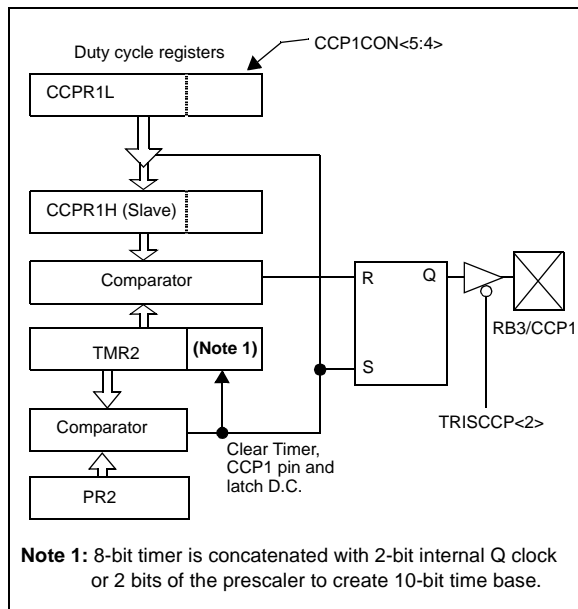 Duty cycle registers
CCP1CON<5:4>
CCPR1L
CCPR1H (Slave)
Comparator
R
Q
RB3/CCP1
TMR2
(Note 1)
S
TRISCCP<2>
Comparator
Clear Timer,
CCP1 pin and
latch D.C.
PR2
Note 1: 8-bit timer is concatenated with 2-bit internal Q clock
or 2 bits of the prescaler to create 10-bit time base.